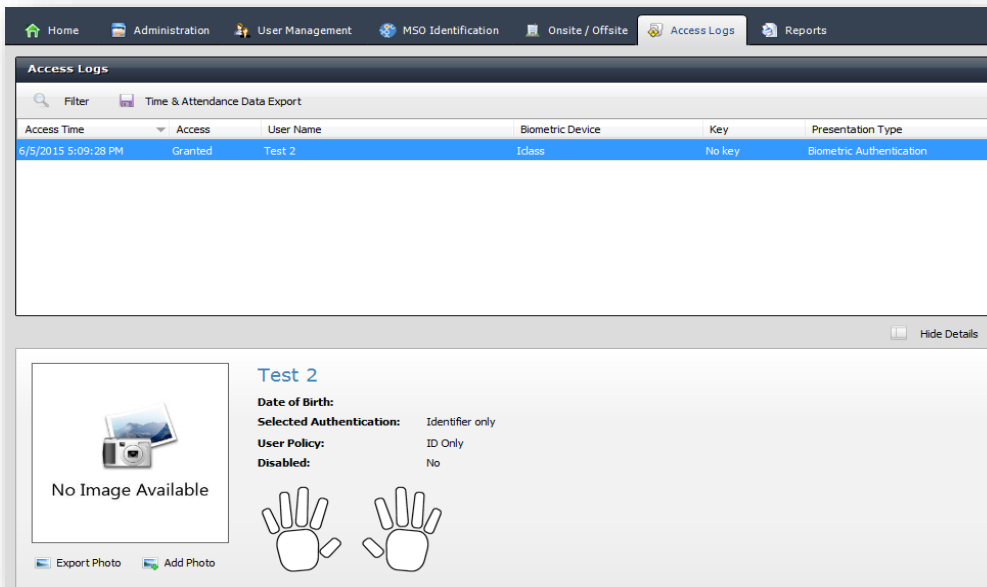 Home Administration User Management MSO Identification Onsite / Offsite Access Logs Reports
Access Logs
Filter Time & Attendance Data Export
Access Time Access User Name Biometric Device Key Presentation Type
6/5/2015 5:09:28 PM Granted Test 2 Iclass No key Biometric Authentication
Hide Details
No Image Available
Export Photo Add Photo
Test 2
Date of Birth:
Selected Authentication: Identifier only
User Policy: ID Only
Disabled: No